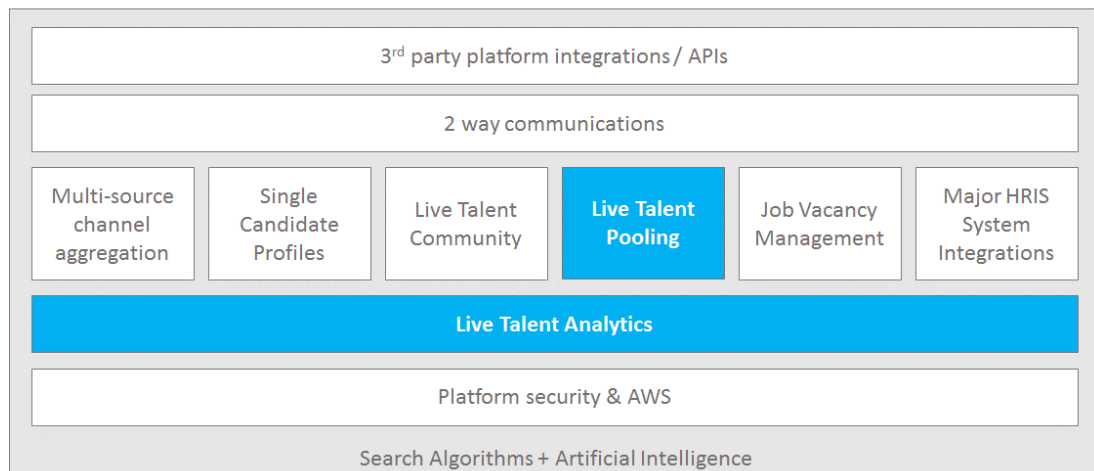 3rd party platform integrations / APIs
2 way communications
Multi-source
channel
aggregation
Single
Candidate
Profiles
Live Talent
Community
Live Talent
Pooling
Job Vacancy
Management
Major HRIS
System
Integrations
Live Talent Analytics
Platform security & AWS
Search Algorithms + Artificial Intelligence